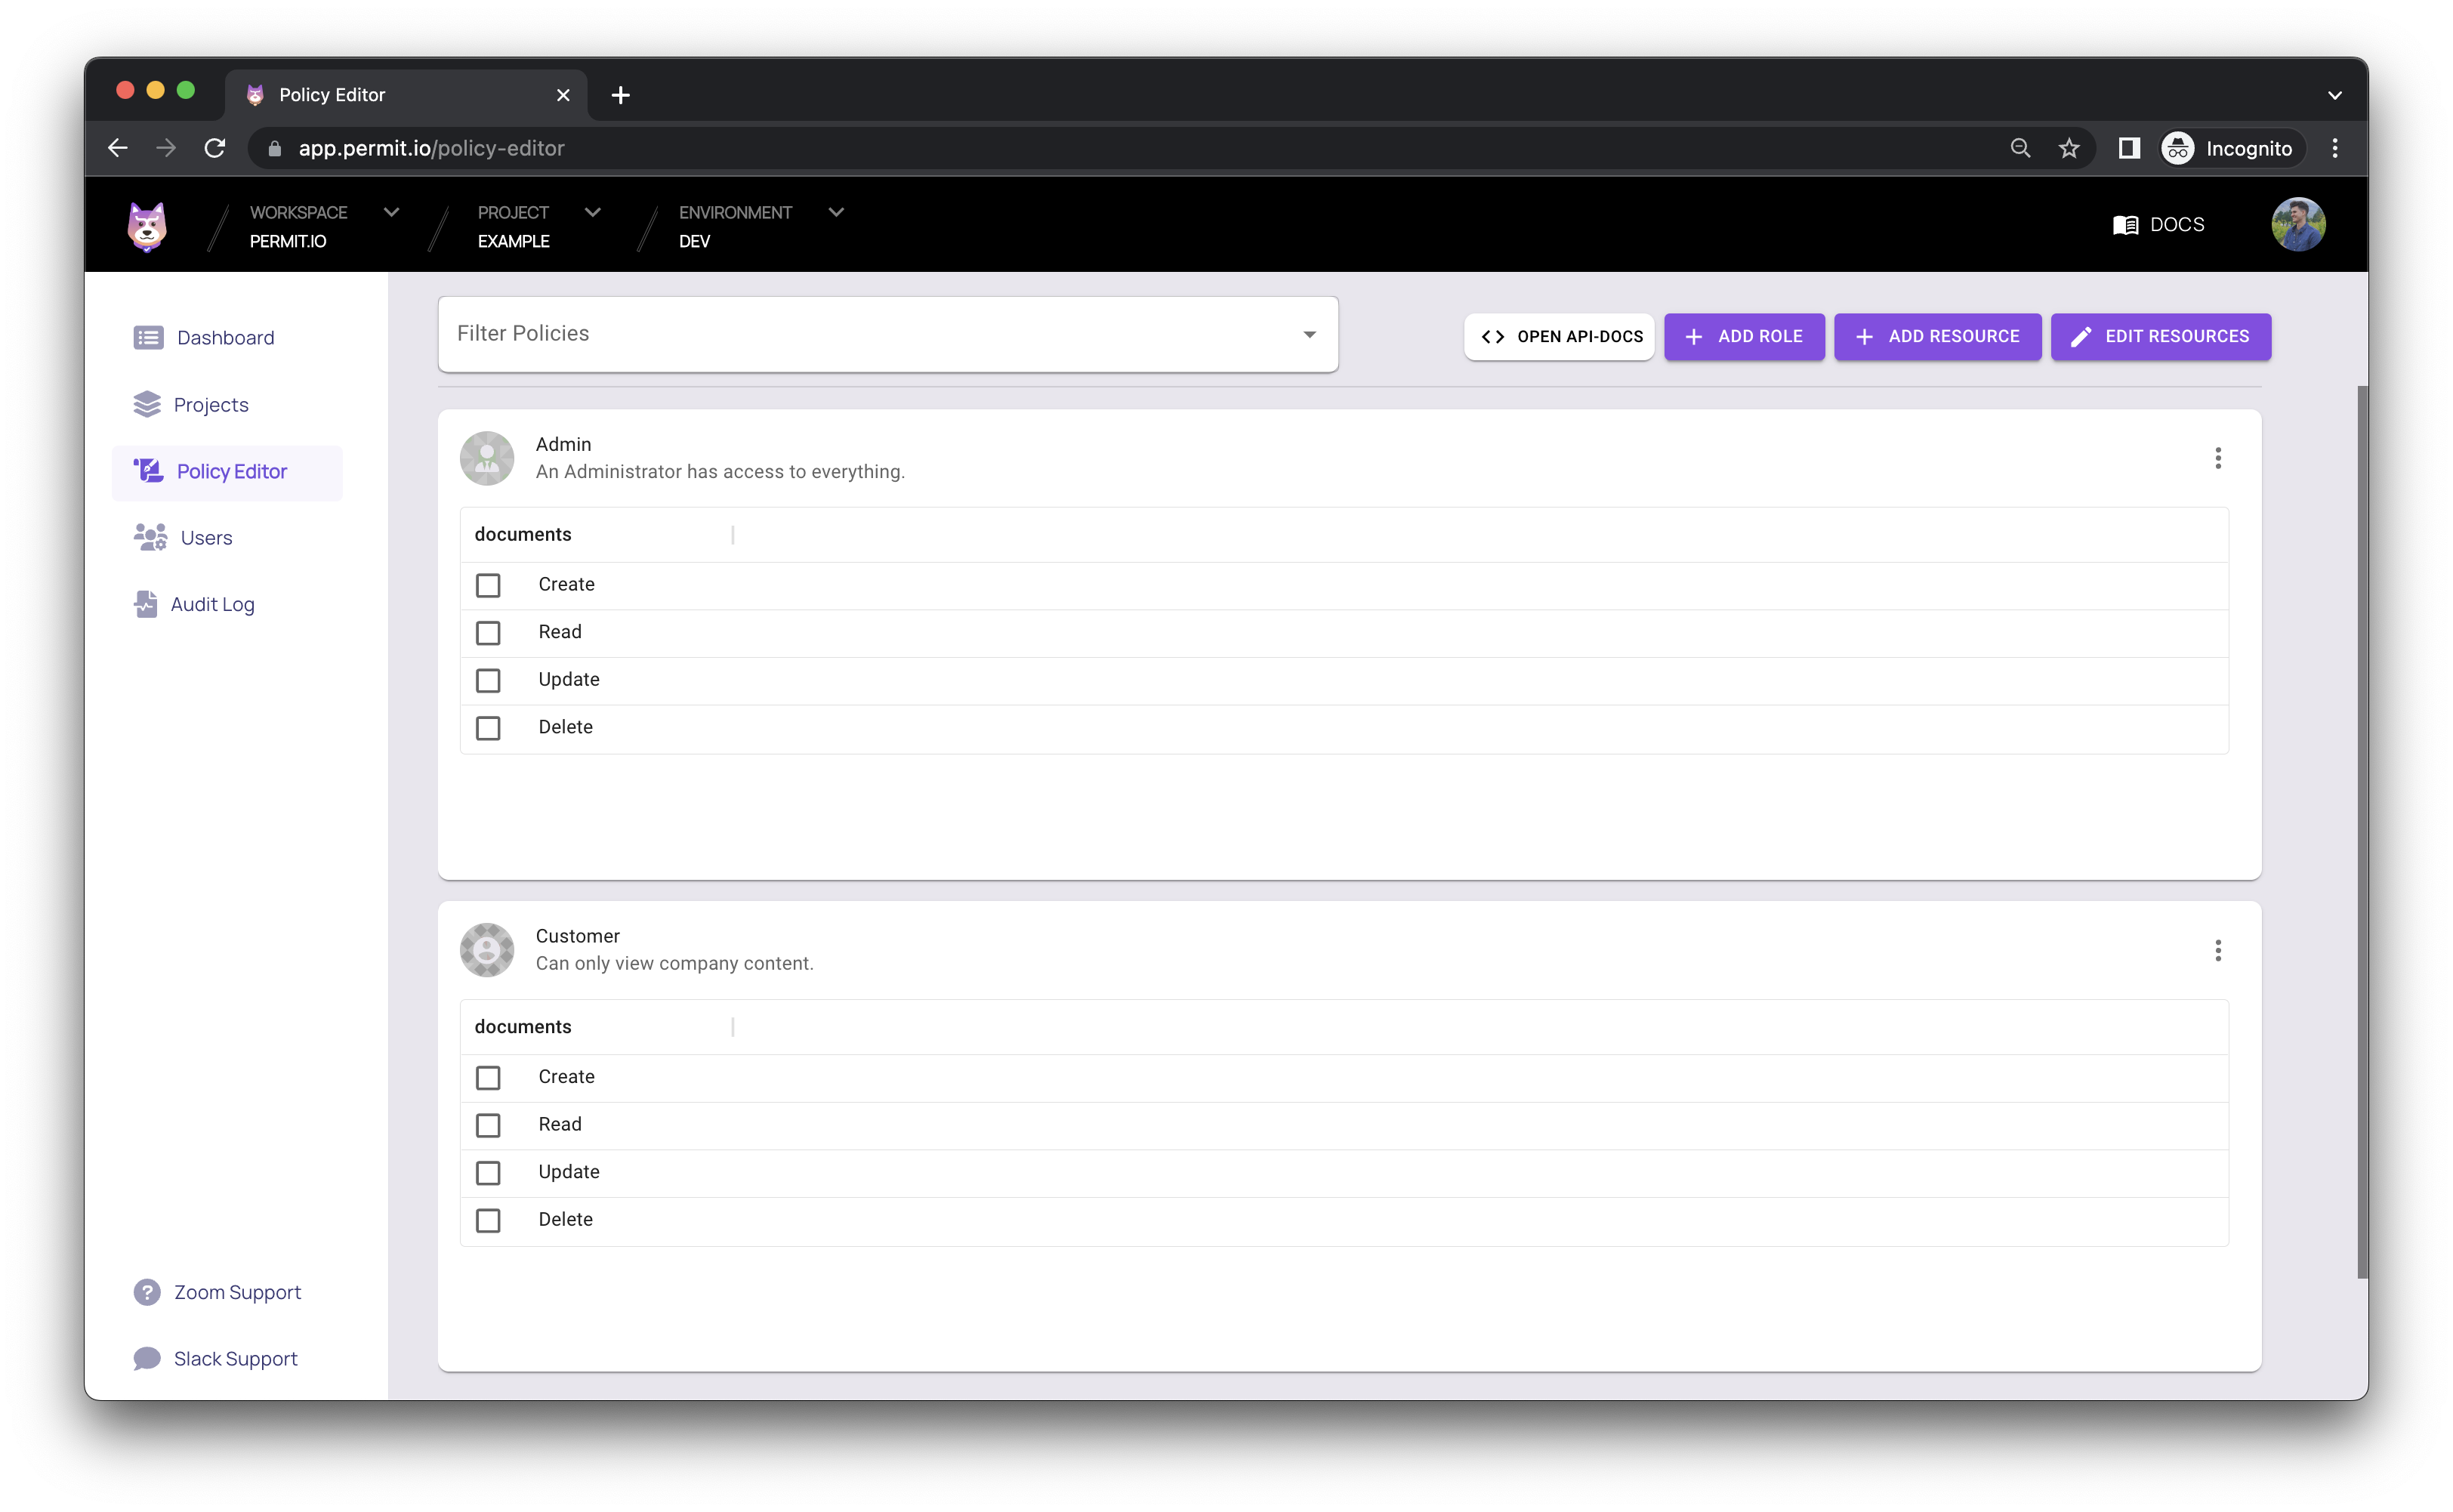 Policy Editor
app.permit.io/policy-editor
Incognito
WORKSPACE
PERMIT.IO
PROJECT
EXAMPLE
ENVIRONMENT
DEV
DOCS
Dashboard
Projects
Policy Editor
Users
Audit Log
Zoom Support
Slack Support
Filter Policies
OPEN API-DOCS
ADD ROLE
ADD RESOURCE
EDIT RESOURCES
Admin
An Administrator has access to everything.
documents
Create
Read
Update
Delete
Customer
Can only view company content.
documents
Create
Read
Update
Delete